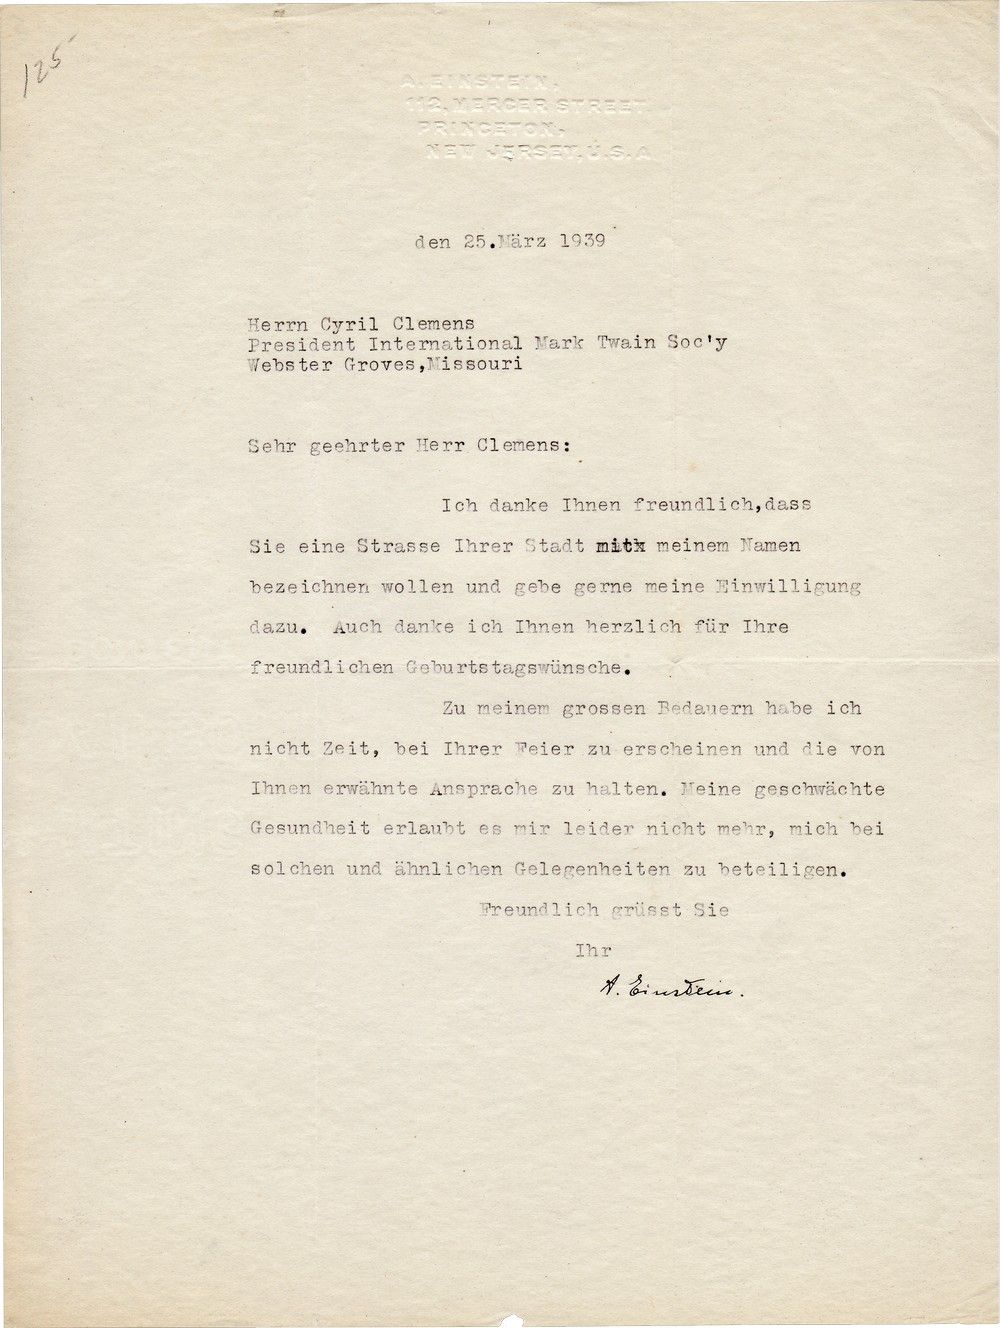 125
A. EINSTEIN,
112, MERCER STREET
PRINCETON,
NEW JERSEY, U.S.A
den 25.März 1939
Herrn Cyril Clemens
President International Mark Twain Soc'y
Webster Groves,Missouri
Sehr geehrter Herr Clemens:
Ich danke Ihnen freundlich,dass
Sie eine Strasse Ihrer Stadt mitx meinem Namen
bezeichnen wollen und gebe gerne meine Einwilligung
dazu. Auch danke ich Ihnen herzlich für Ihre
freundlichen Geburtstagswünsche.
Zu meinem grossen Bedauern habe ich
nicht Zeit, bei Ihrer Feier zu erscheinen und die von
Ihnen erwähnte Ansprache zu halten. Meine geschwächte
Gesundheit erlaubt es mir leider nicht mehr, mich bei
solchen und ähnlichen Gelegenheiten zu beteiligen.
Freundlich grüsst Sie
Ihr
A. Einstein.